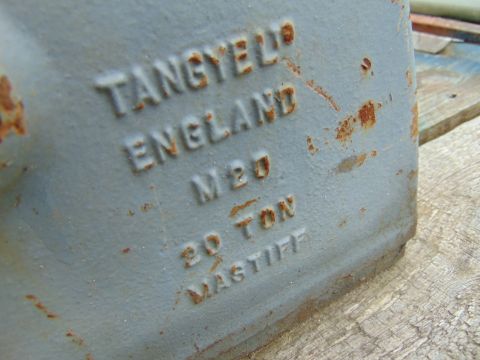 TANGYE LTD
ENGLAND
M20
20 TON
MASTIFF